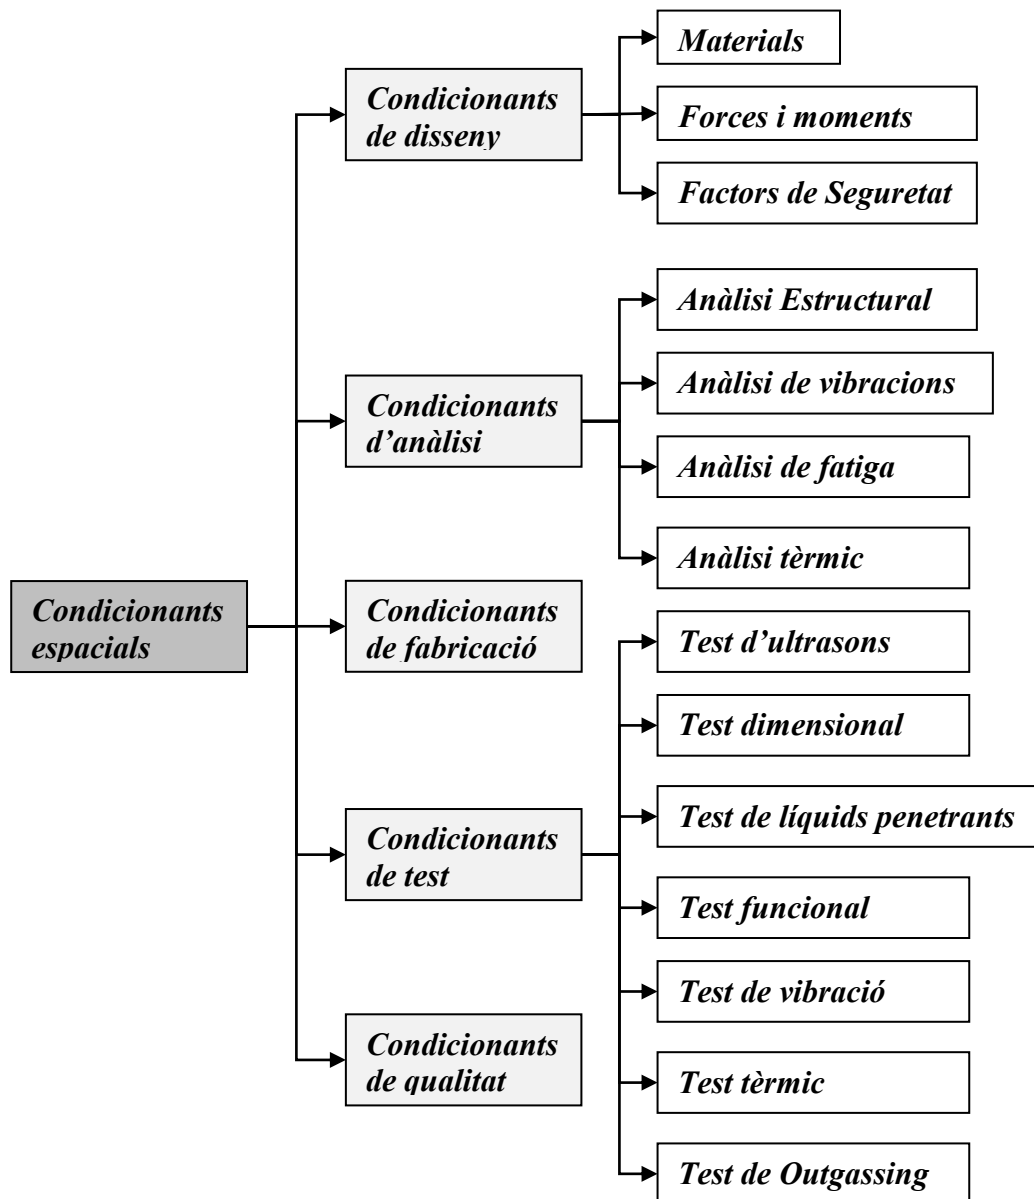 Condicionants
espacials
Condicionants
de disseny
Materials
Forces i moments
Factors de Seguretat
Condicionants
d’anàlisi
Anàlisi Estructural
Anàlisi de vibracions
Anàlisi de fatiga
Anàlisi tèrmic
Condicionants
de fabricació
Condicionants
de test
Test d’ultrasons
Test dimensional
Test de líquids penetrants
Test funcional
Test de vibració
Test tèrmic
Test de Outgassing
Condicionants
de qualitat